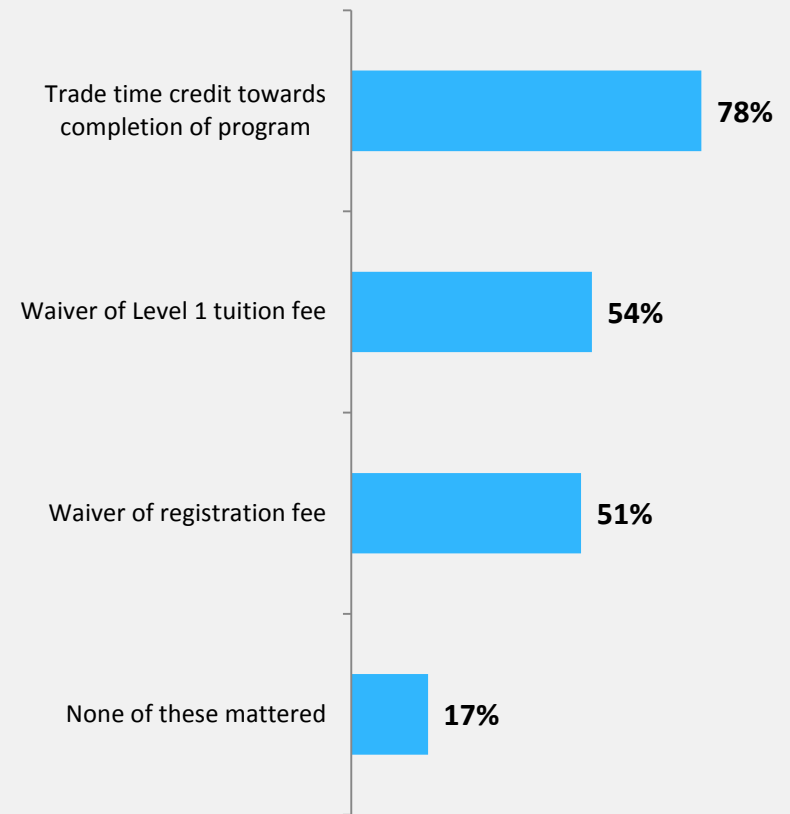 Trade time credit towards
completion of program
78%
Waiver of Level 1 tuition fee
54%
Waiver of registration fee
51%
None of these mattered
17%